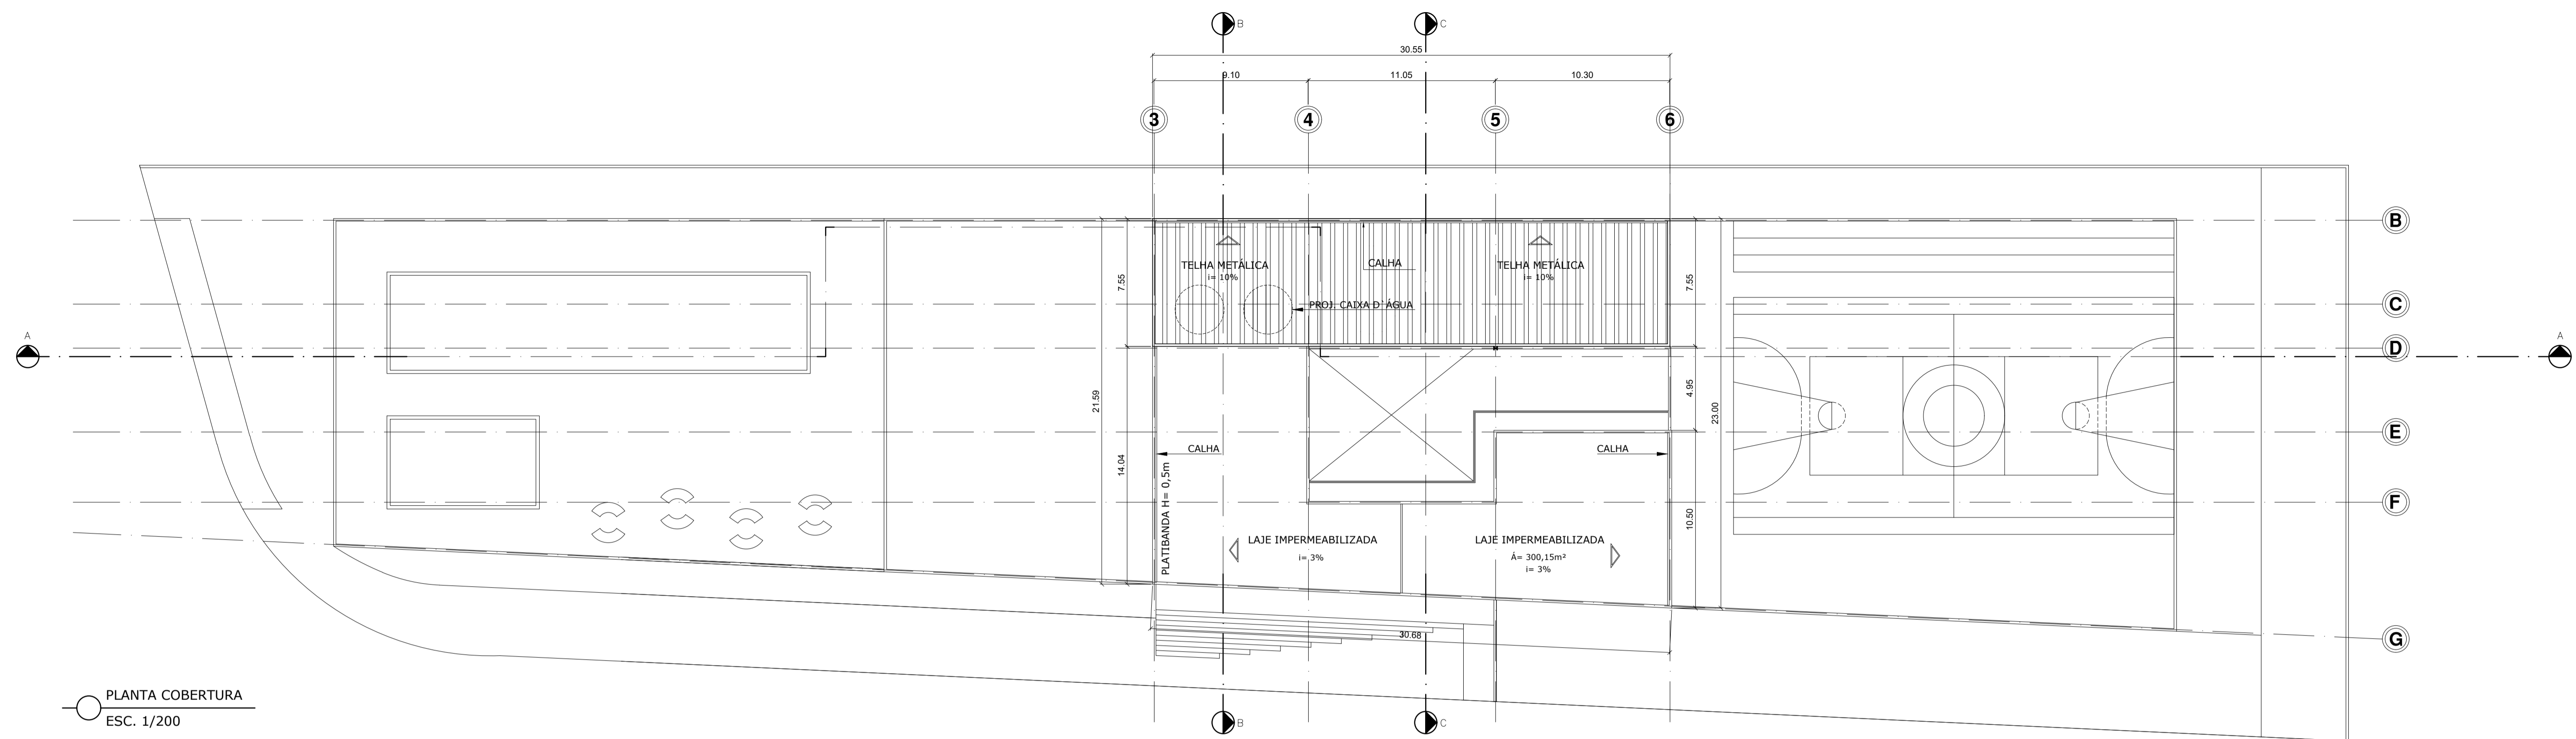 B
C
30.55
9.10
11.05
10.30
3
4
5
6
B
TELHA METÁLICA
i= 10%
CALHA
TELHA METÁLICA
i= 10%
7.55
7.55
PROJ. CAIXA D`ÁGUA
C
A
A
D
21.59
4.95
23.00
E
CALHA
CALHA
14.04
PLATIBANDA H= 0,5m
F
10.50
LAJE IMPERMEABILIZADA
i= 3%
LAJE IMPERMEABILIZADA
Á= 300,15m²
i= 3%
30.68
G
PLANTA COBERTURA
ESC. 1/200
B
C